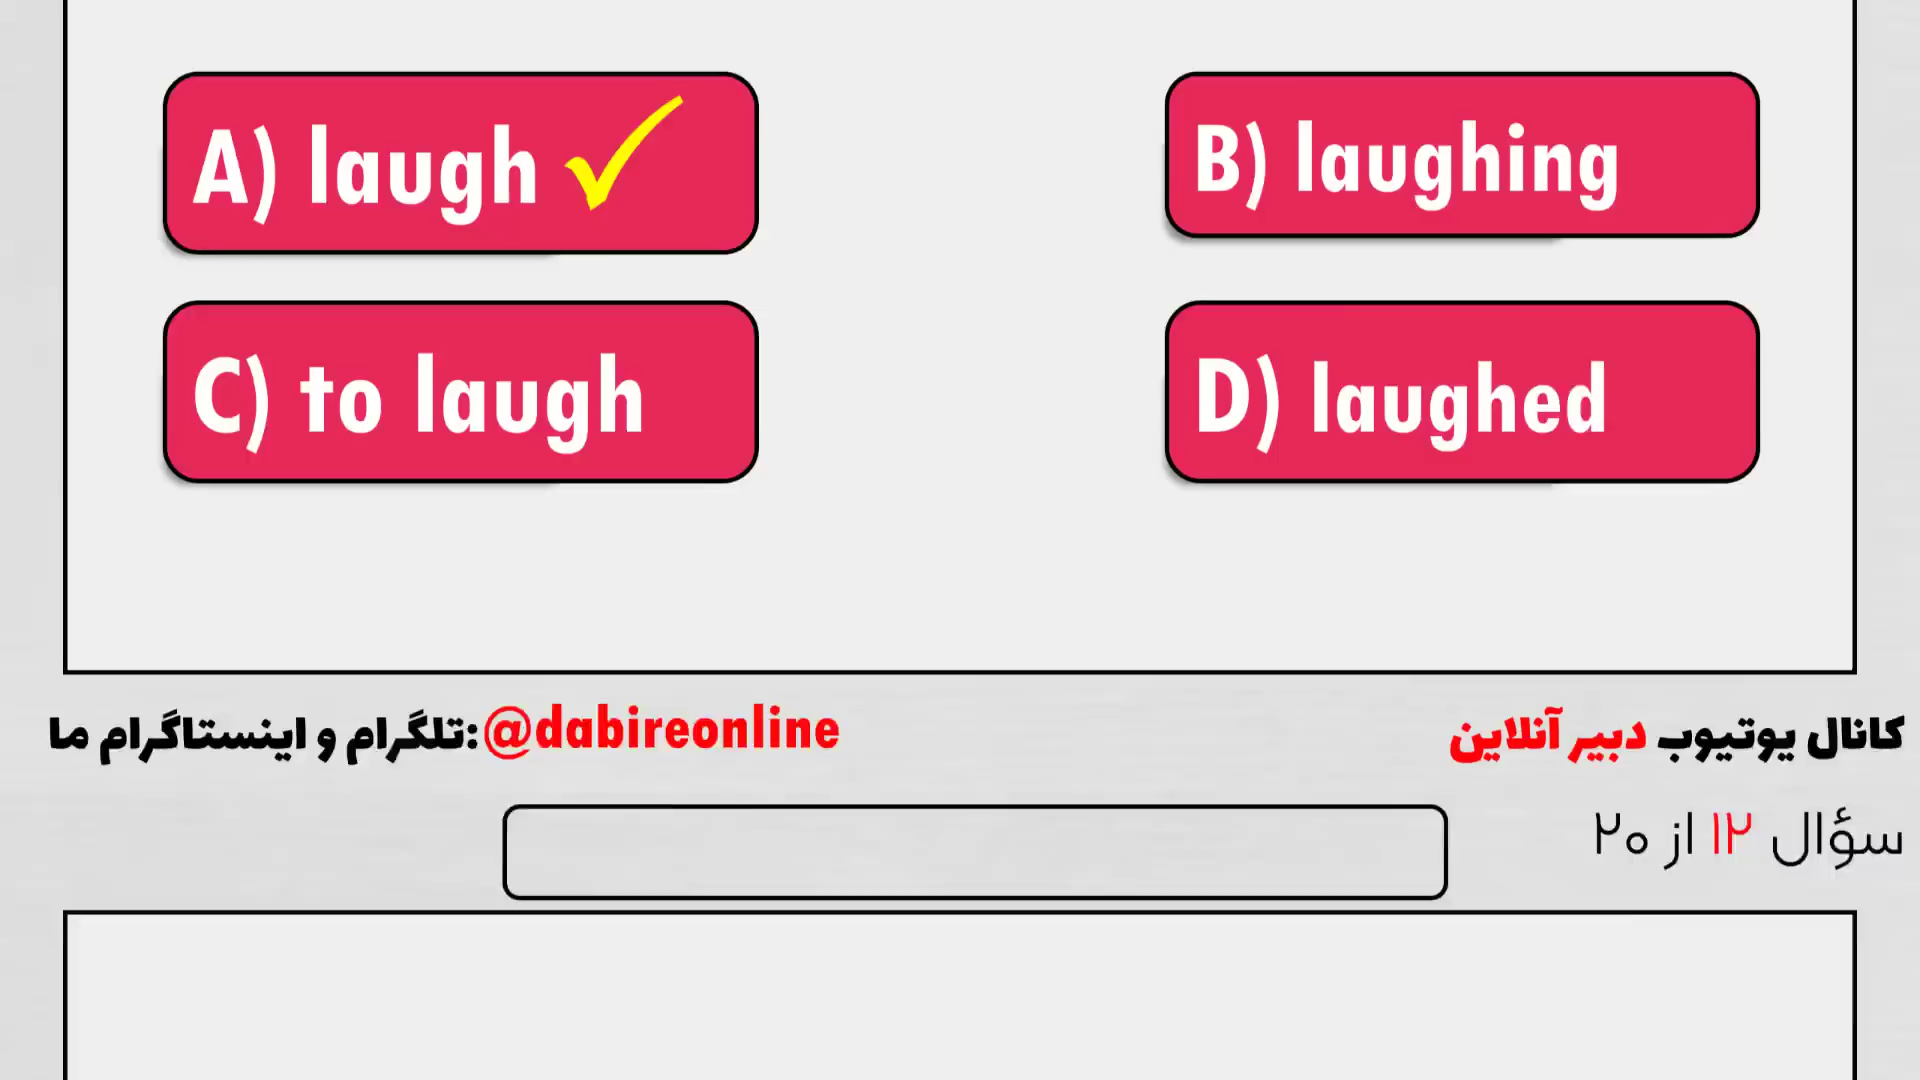 A) laugh
B) laughing
C) to laugh
D) laughed
تلگرام و اینستاگرام ما: @dabireonline
کانال یوتیوب دبیر آنلاین
سؤال ۱۲ از ۲۰